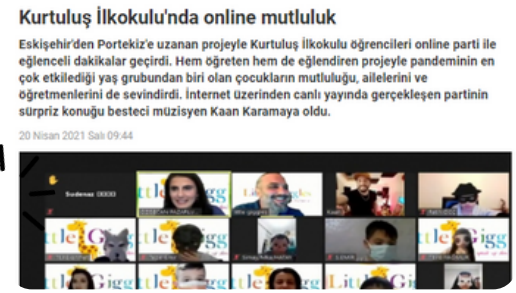 Kurtuluş İlkokulu'nda online mutluluk
Eskişehir'den Portekiz'e uzanan projeyle Kurtuluş İlkokulu öğrencileri online parti ile
eğlenceli dakikalar geçirdi. Hem öğreten hem de eğlendiren projeyle pandeminin en
çok etkilediği yaş grubundan biri olan çocukların mutluluğu, ailelerini ve
öğretmenlerini de sevindirdi. İnternet üzerinden canlı yayında gerçekleşen partinin
sürpriz konuğu besteci müzisyen Kaan Karamaya oldu.
20 Nisan 2021 Salı 09:44
Sudenaz